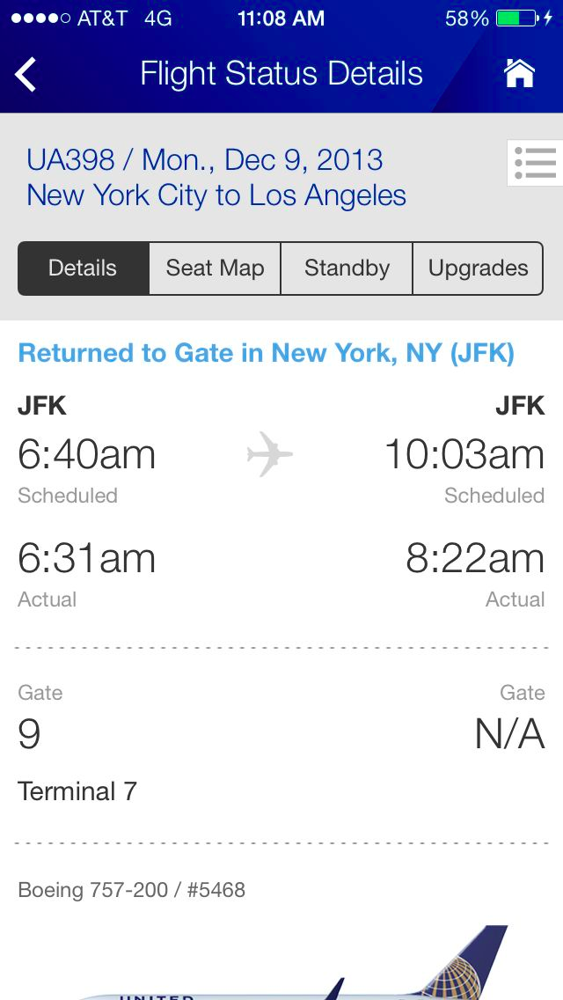 AT&T 4G 11:08 AM 58%
Flight Status Details
UA398 / Mon., Dec 9, 2013
New York City to Los Angeles
Details Seat Map Standby Upgrades
Returned to Gate in New York, NY (JFK)
JFK JFK
6:40am 10:03am
Scheduled Scheduled
6:31am 8:22am
Actual Actual
Gate Gate
9 N/A
Terminal 7
Boeing 757-200 / #5468
UNITED